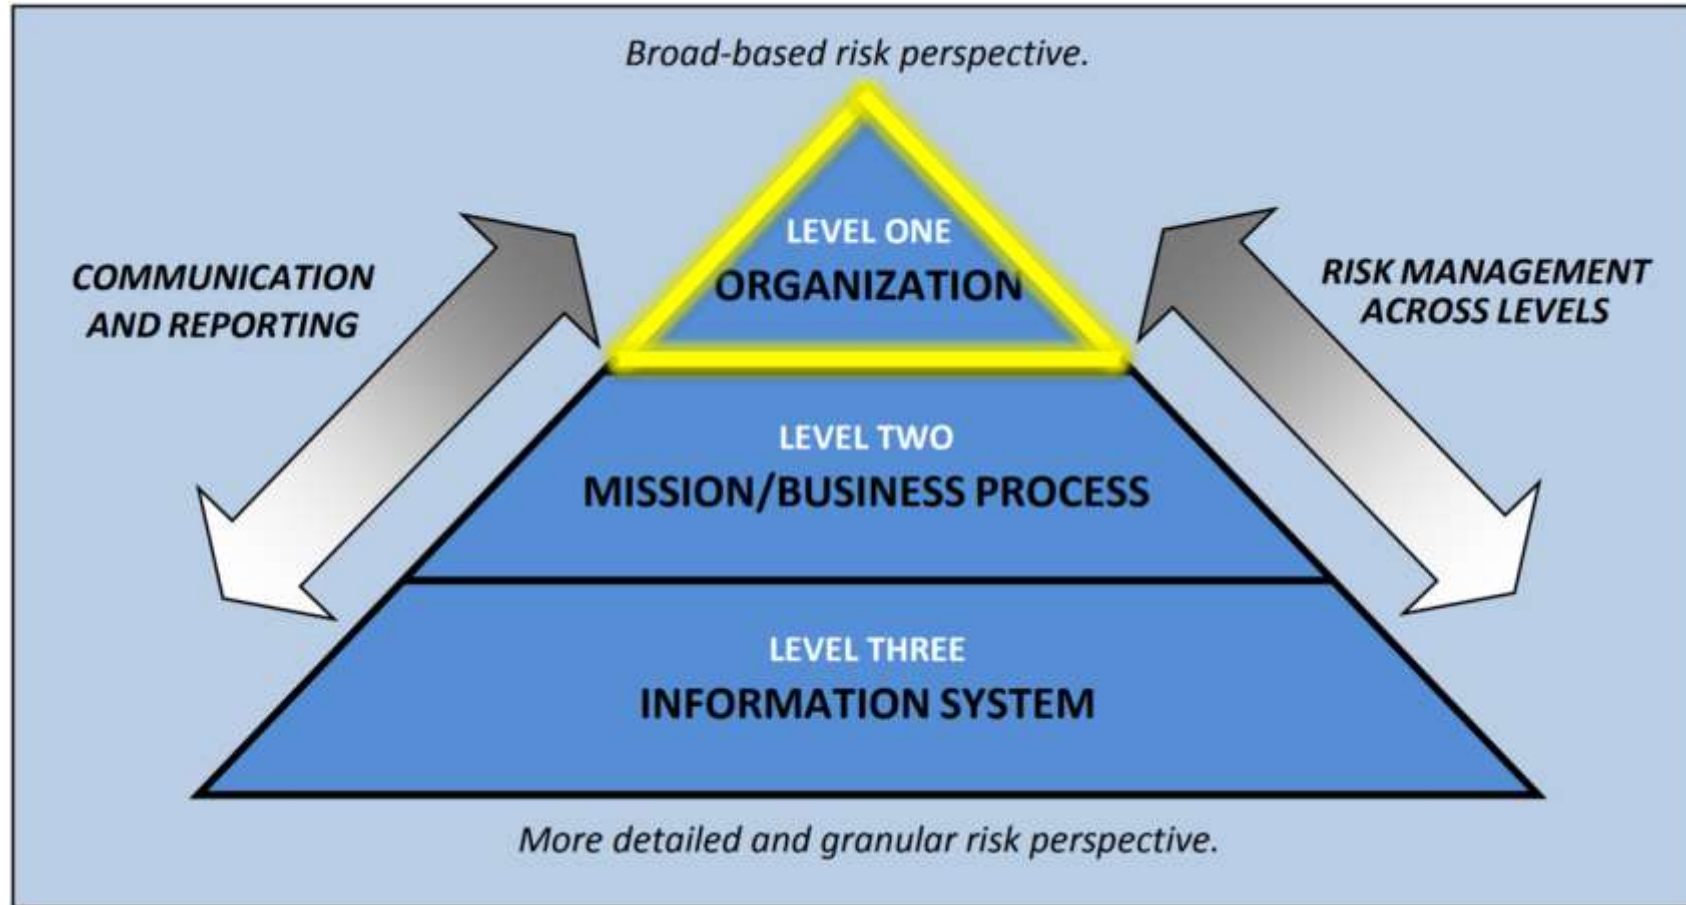 Broad-based risk perspective.
LEVEL ONE
ORGANIZATION
COMMUNICATION
AND REPORTING
RISK MANAGEMENT
ACROSS LEVELS
LEVEL TWO
MISSION/BUSINESS PROCESS
LEVEL THREE
INFORMATION SYSTEM
More detailed and granular risk perspective.